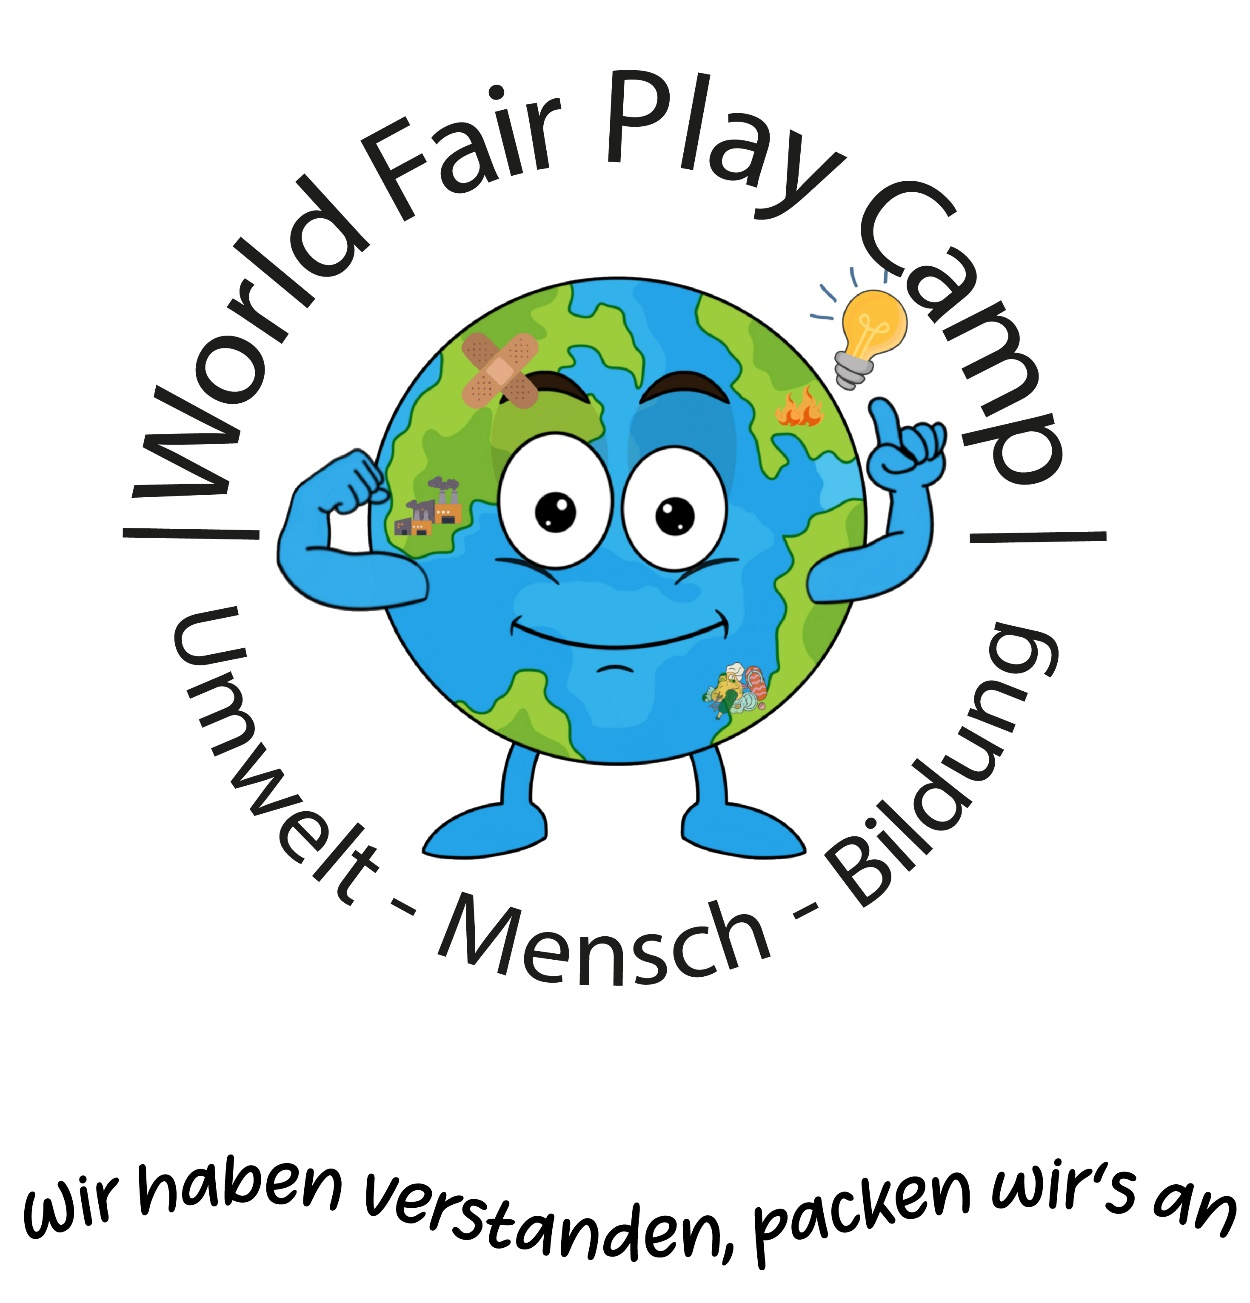 World Fair Play Camp
Umwelt - Mensch - Bildung
wir haben verstanden, packen wir's an